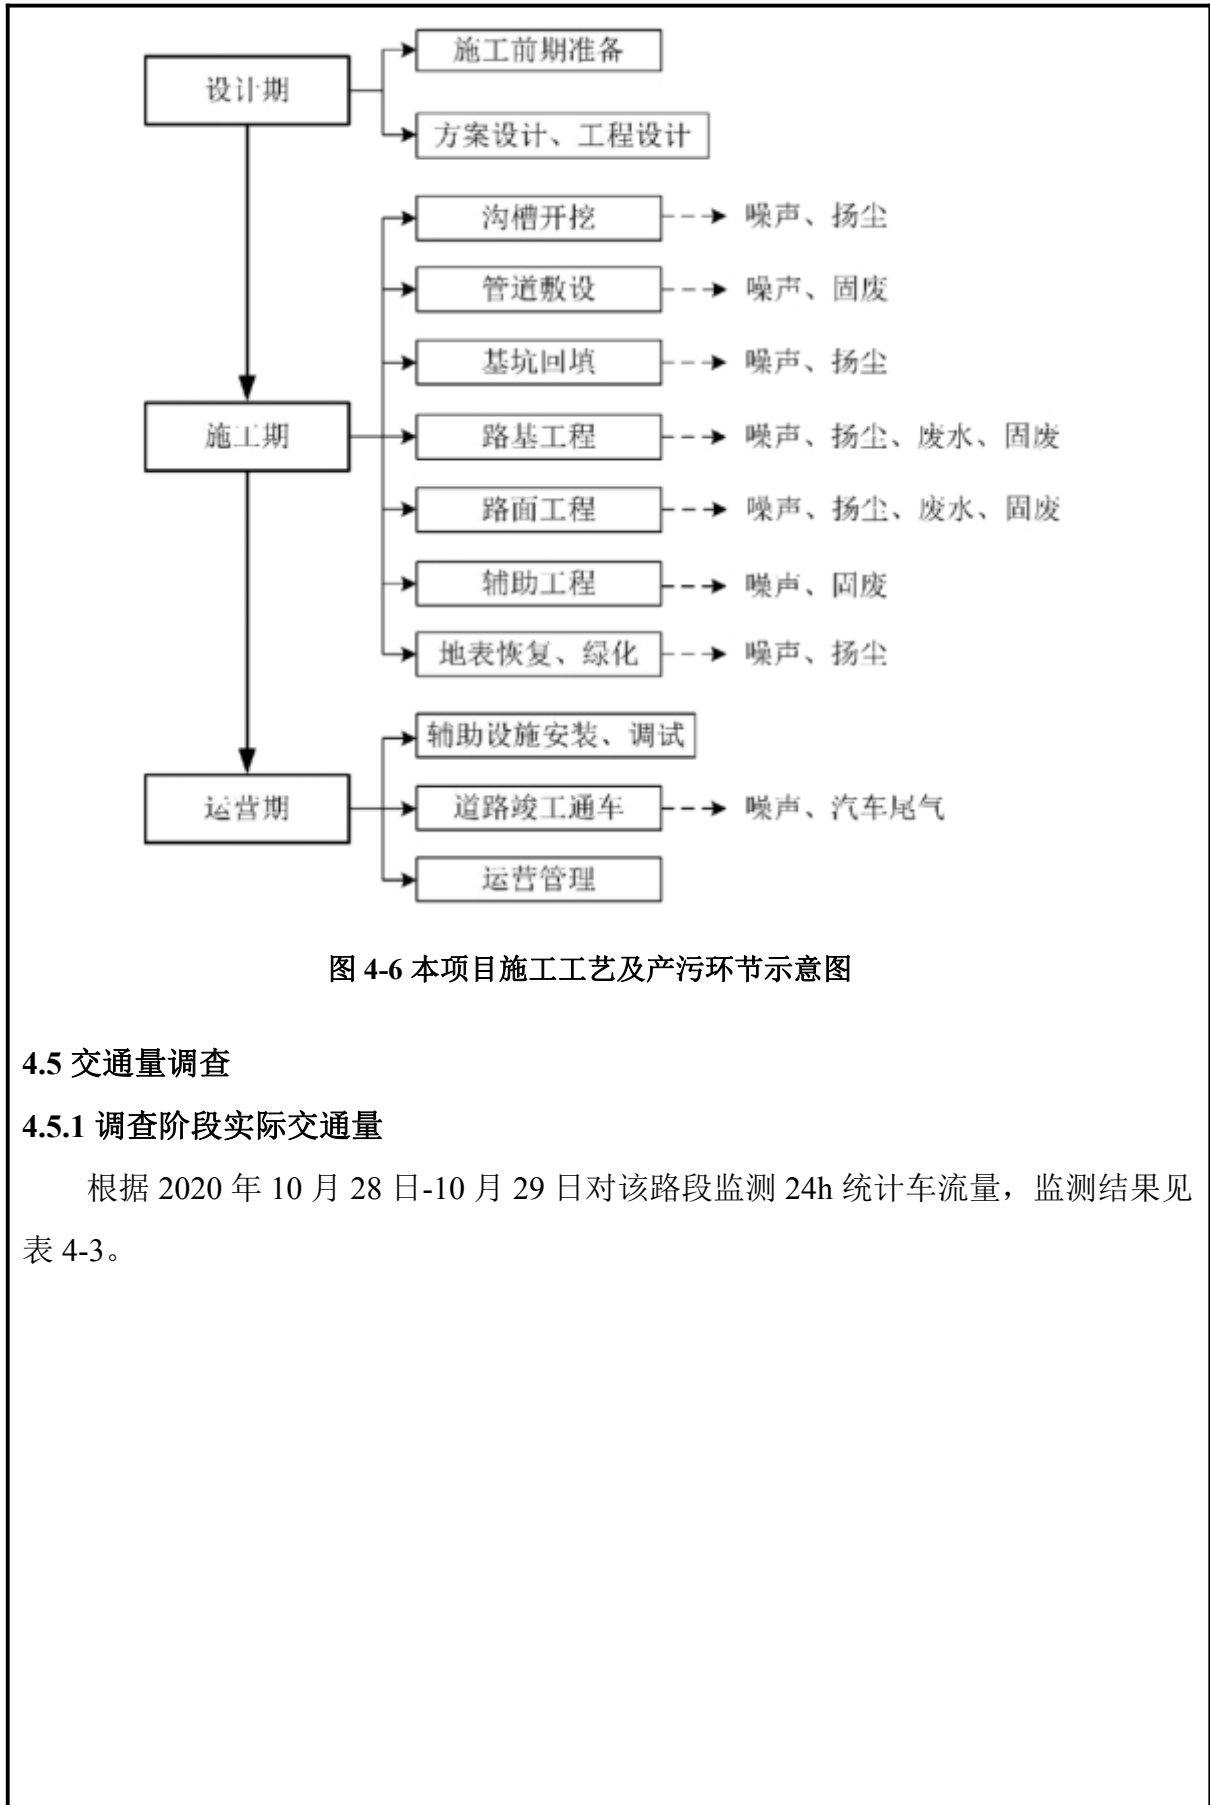 施工前期准备
设计期
方案设计、工程设计
沟槽开挖 噪声、扬尘
管道敷设 噪声、固废
基坑回填 噪声、扬尘
施工期 路基工程 噪声、扬尘、废水、固废
路面工程 噪声、扬尘、废水、固废
辅助工程 噪声、固废
地表恢复、绿化 噪声、扬尘
辅助设施安装、调试
运营期 道路竣工通车 噪声、汽车尾气
运营管理
图 4-6 本项目施工工艺及产污环节示意图
4.5 交通量调查
4.5.1 调查阶段实际交通量
根据 2020 年 10 月 28 日-10 月 29 日对该路段监测 24h 统计车流量，监测结果见
表 4-3。